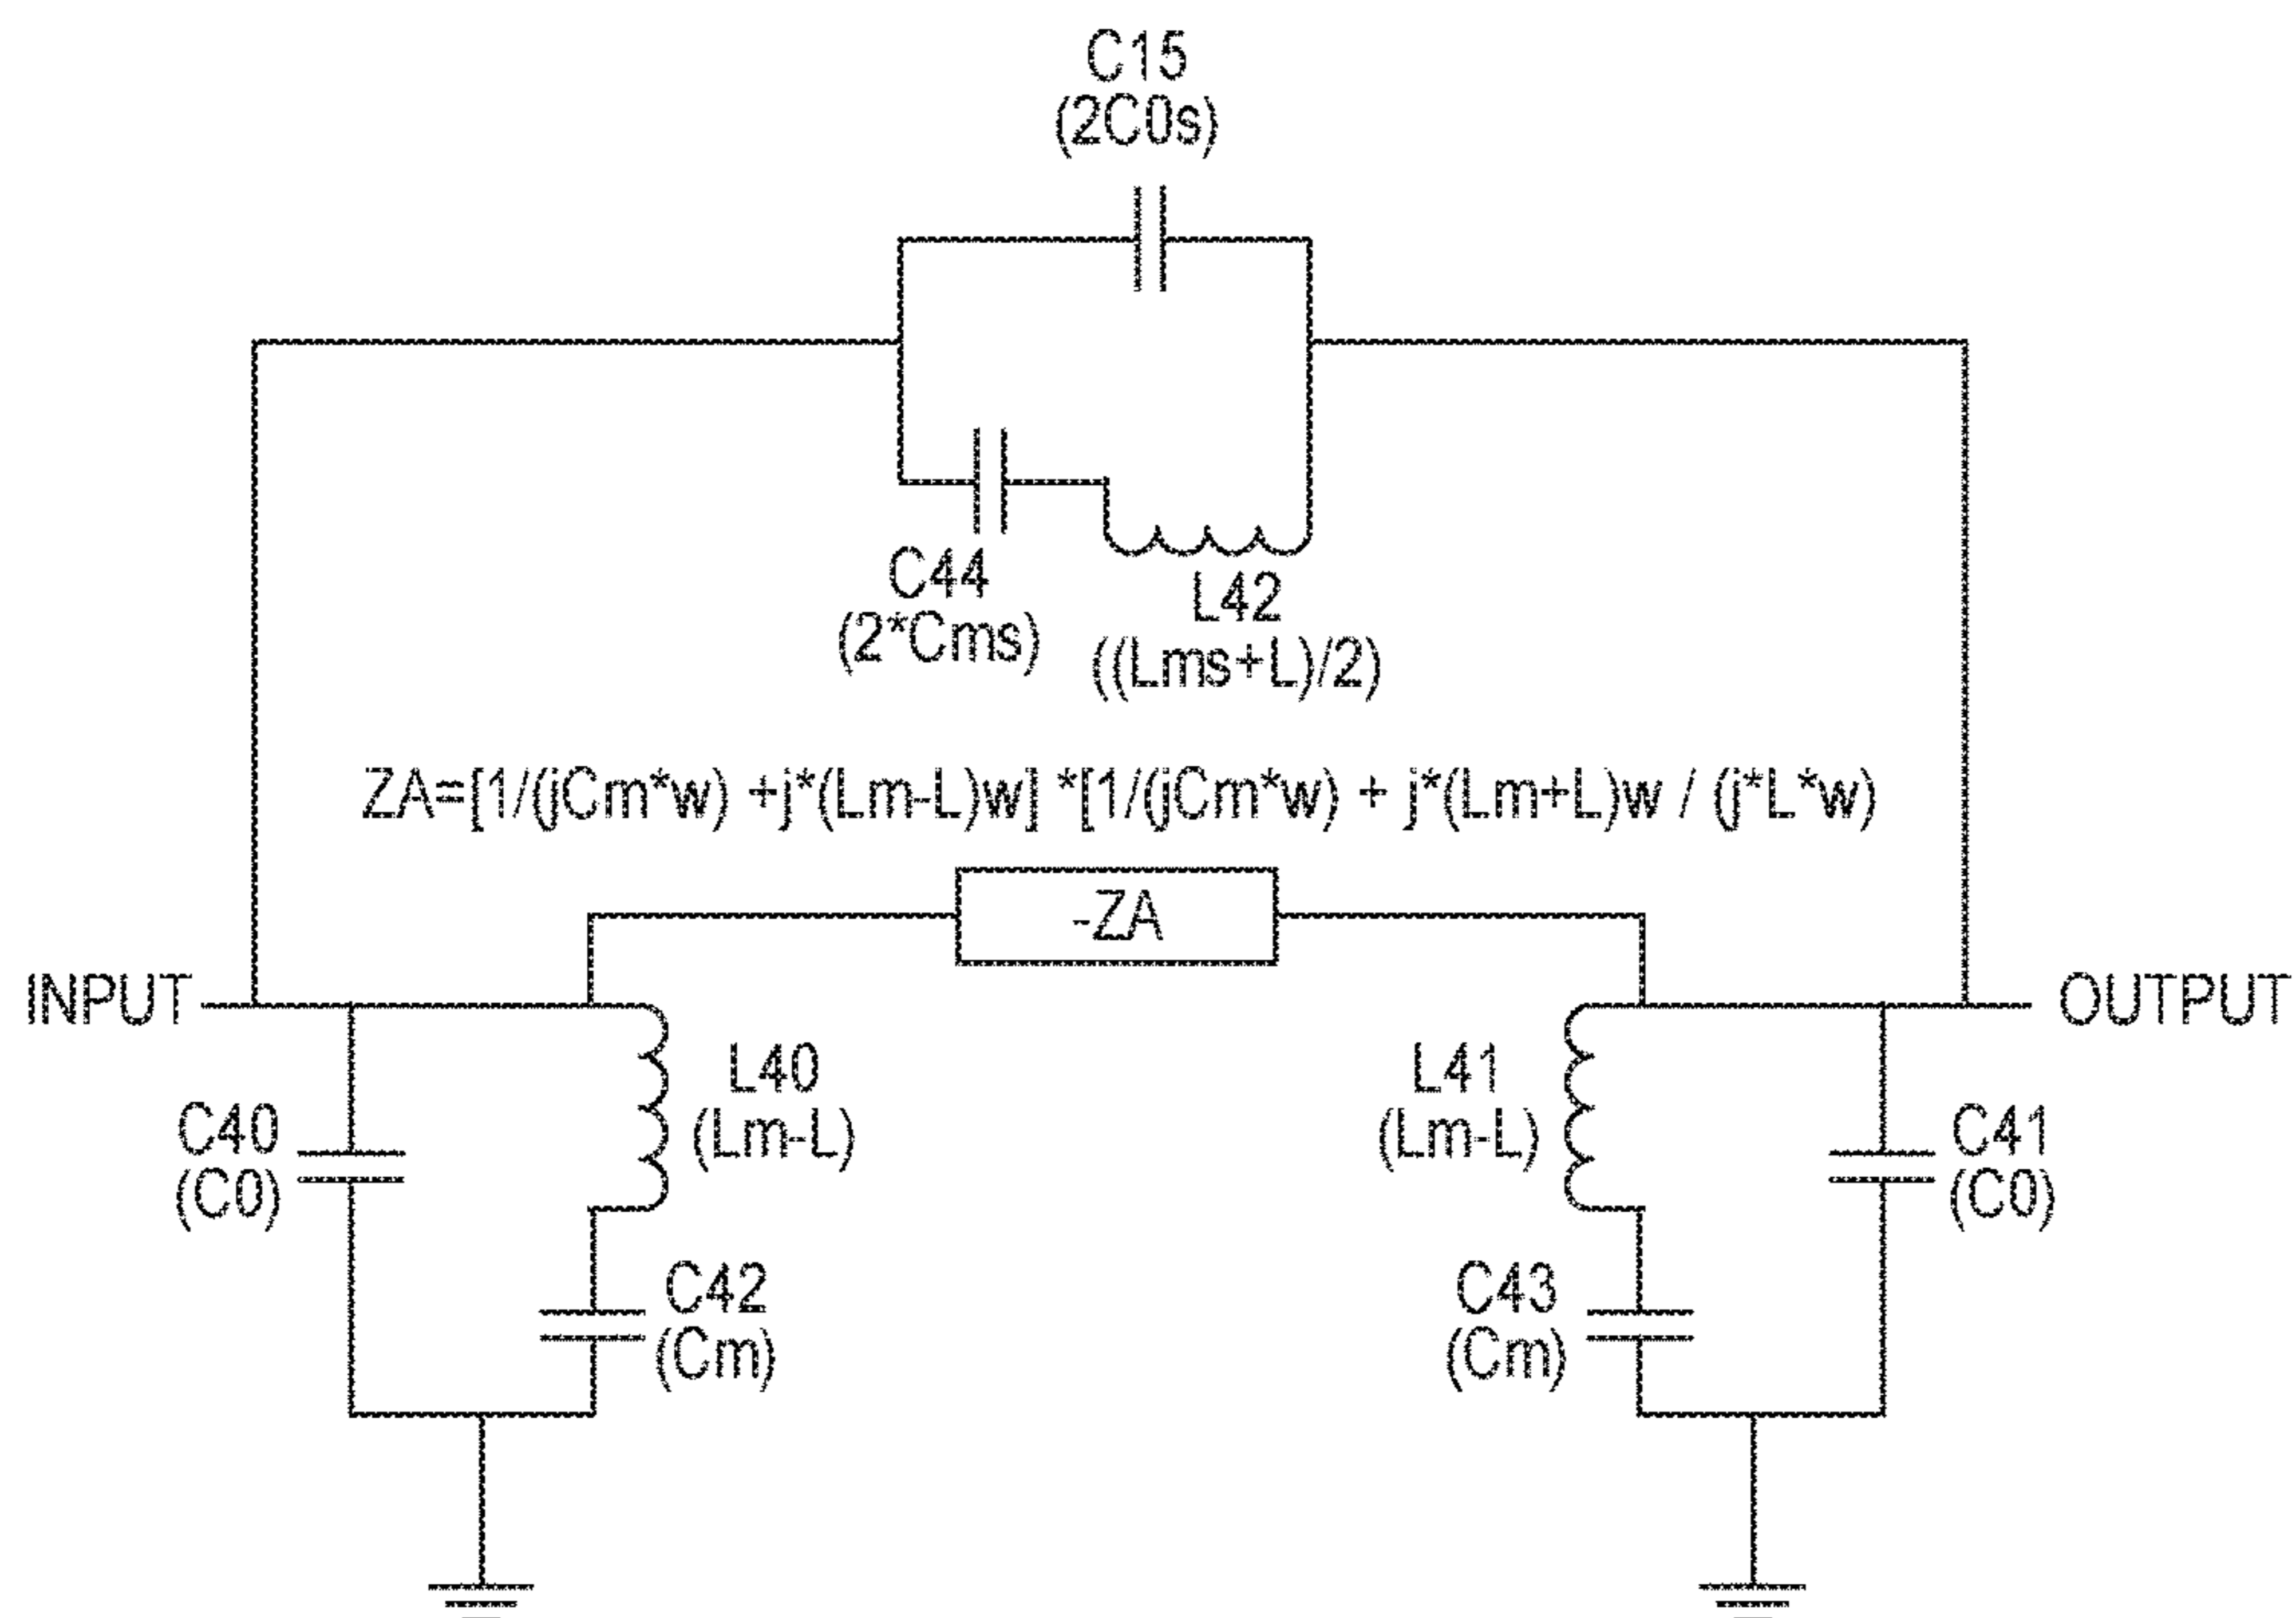 C15
(2C0s)
C44
(2*Cms)
L42
((Lms+L)/2)
ZA=[1/(jCm*w) +j*(Lm-L)w] *[1/(jCm*w) + j*(Lm+L)w / (j*L*w)
-ZA
INPUT
OUTPUT
L40
(Lm-L)
L41
(Lm-L)
C40
(C0)
C41
(C0)
C42
(Cm)
C43
(Cm)